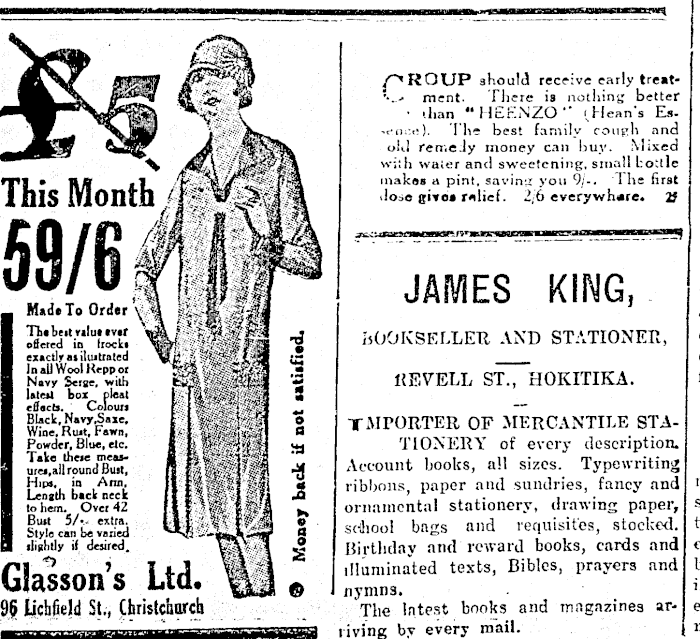 £5
This Month
59/6
Made To Order
The best value ever
offered in frocks
exactly as illustrated
In all Wool Repp or
Navy Serge, with
latest box pleat
effects. Colours
Black, Navy, Saxe,
Wine, Rust, Fawn,
Powder, Blue, etc.
Take these meas-
ures, all round Bust,
Hips, in Arm,
Length back neck
to hem. Over 42
Bust 5/- extra.
Style can be varied
slightly if desired.
Glasson's Ltd.
96 Lichfield St., Christchurch
Money back if not satisfied.
CROUP should receive early treat-
ment. There is nothing better
than "HEENZO" (Hean's Es-
sence). The best family cough and
cold remedy money can buy. Mixed
with water and sweetening, small bottle
makes a pint, saving you 9/-. The first
dose gives relief. 2/6 everywhere. 25
JAMES KING,
BOOKSELLER AND STATIONER,
REVELL ST., HOKITIKA.
IMPORTER OF MERCANTILE STA-
TIONERY of every description.
Account books, all sizes. Typewriting
ribbons, paper and sundries, fancy and
ornamental stationery, drawing paper,
school bags and requisites, stocked.
Birthday and reward books, cards and
illuminated texts, Bibles, prayers and
hymns.
The latest books and magazines ar-
riving by every mail.